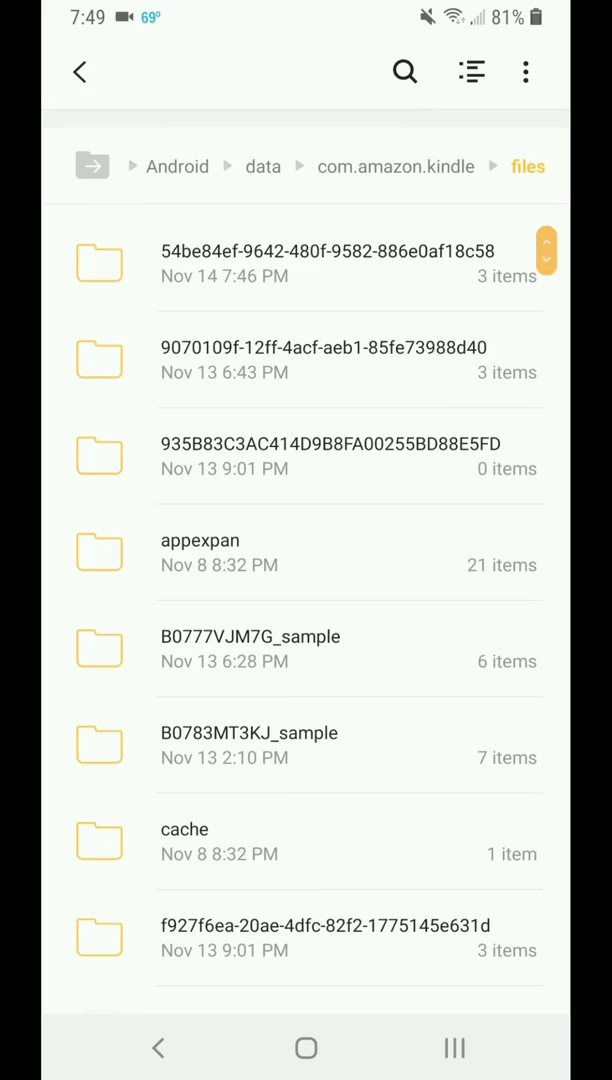 7:49 69° 81%
Android data com.amazon.kindle files
54be84ef-9642-480f-9582-886e0af18c58
Nov 14 7:46 PM 3 items
9070109f-12ff-4acf-aeb1-85fe73988d40
Nov 13 6:43 PM 3 items
935B83C3AC414D9B8FA00255BD88E5FD
Nov 13 9:01 PM 0 items
appexpan
Nov 8 8:32 PM 21 items
B0777VJM7G_sample
Nov 13 6:28 PM 6 items
B0783MT3KJ_sample
Nov 13 2:10 PM 7 items
cache
Nov 8 8:32 PM 1 item
f927f6ea-20ae-4dfc-82f2-1775145e631d
Nov 13 9:01 PM 3 items